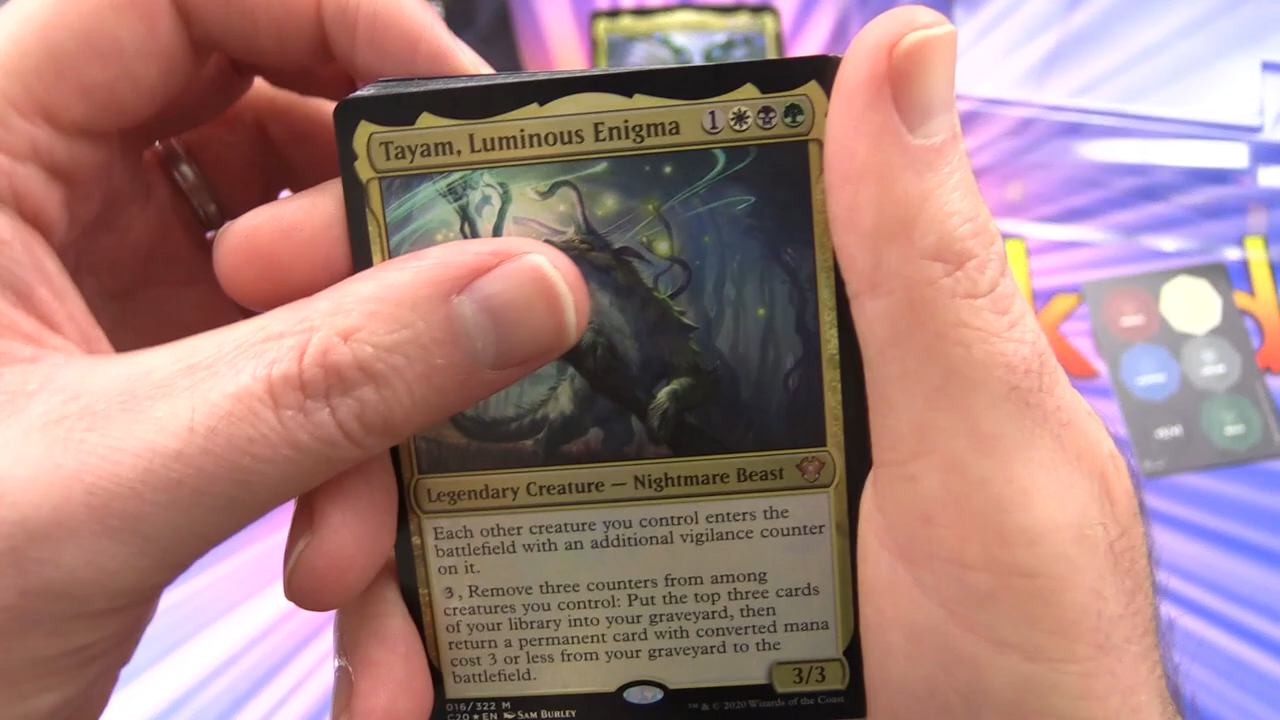 Tayam, Luminous Enigma 1
Legendary Creature — Nightmare Beast
Each other creature you control enters the
battlefield with an additional vigilance counter
on it.
3, Remove three counters from among
creatures you control: Put the top three cards
of your library into your graveyard, then
return a permanent card with converted mana
cost 3 or less from your graveyard to the
battlefield.
3/3
016/322 M
C20★EN SAM BURLEY
™ & © 2020 Wizards of the Coast
k d